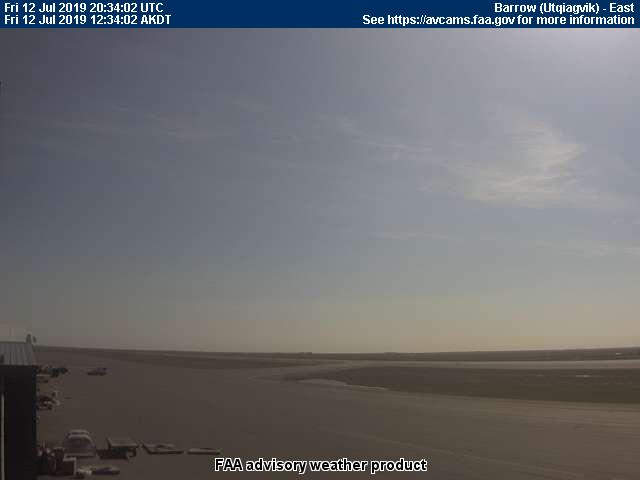 Fri 12 Jul 2019 20:34:02 UTC
Barrow (Utqiagvik) - East
Fri 12 Jul 2019 12:34:02 AKDT
See https://avcams.faa.gov for more information
FAA advisory weather product